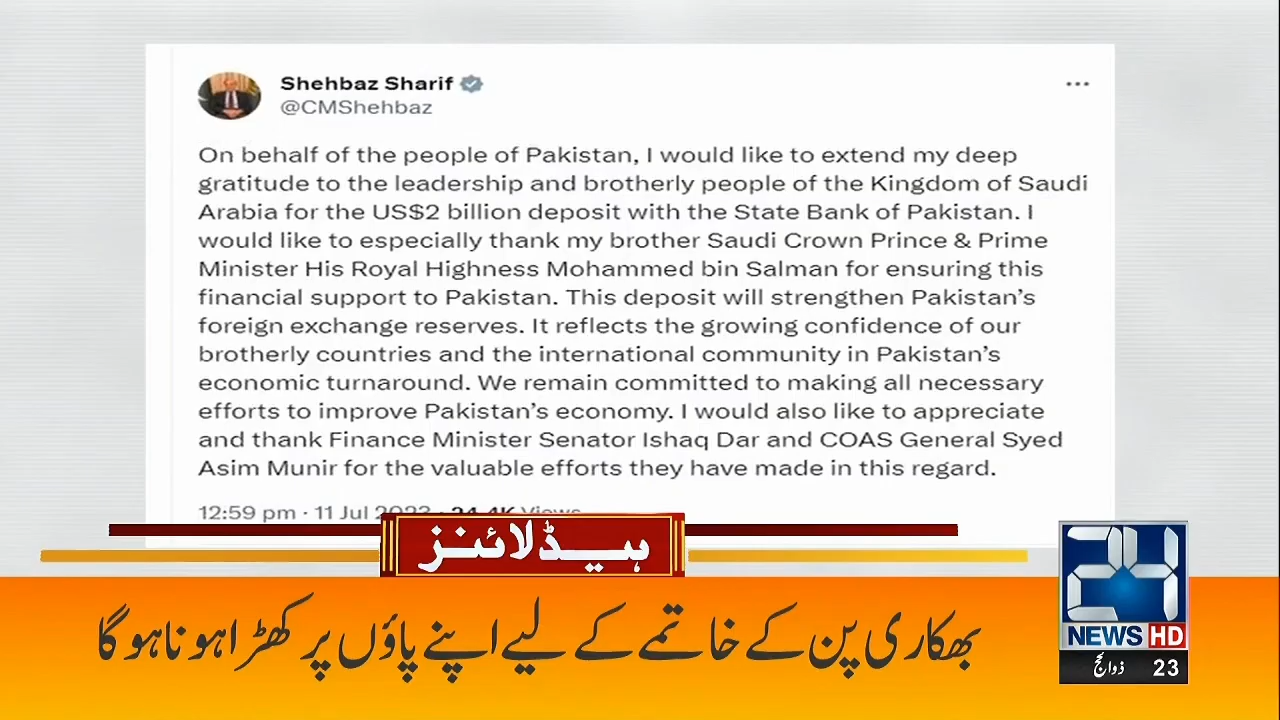 Shehbaz Sharif
@CMShehbaz
On behalf of the people of Pakistan, I would like to extend my deep
gratitude to the leadership and brotherly people of the Kingdom of Saudi
Arabia for the US$2 billion deposit with the State Bank of Pakistan. I
would like to especially thank my brother Saudi Crown Prince & Prime
Minister His Royal Highness Mohammed bin Salman for ensuring this
financial support to Pakistan. This deposit will strengthen Pakistan’s
foreign exchange reserves. It reflects the growing confidence of our
brotherly countries and the international community in Pakistan’s
economic turnaround. We remain committed to making all necessary
efforts to improve Pakistan’s economy. I would also like to appreciate
and thank Finance Minister Senator Ishaq Dar and COAS General Syed
Asim Munir for the valuable efforts they have made in this regard.
12:59 pm · 11 Jul 2023 · 24.4K Views
ہیڈلائنز
بھکاری پن کے خاتمے کے لیے اپنے پاؤں پر کھڑا ہونا ہوگا
24
NEWS HD
23 ذوالحج